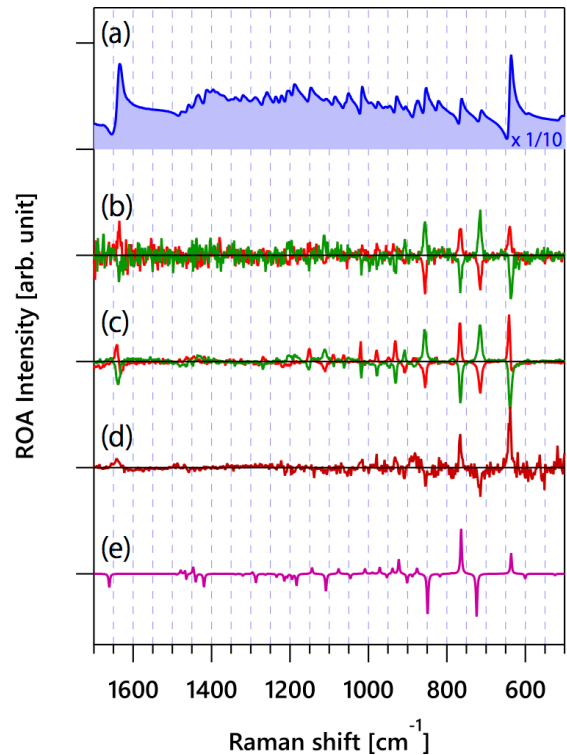 (a)
x 1/10
(b)
(c)
(d)
(e)
ROA Intensity [arb. unit]
1600 1400 1200 1000 800 600
Raman shift [cm⁻¹]